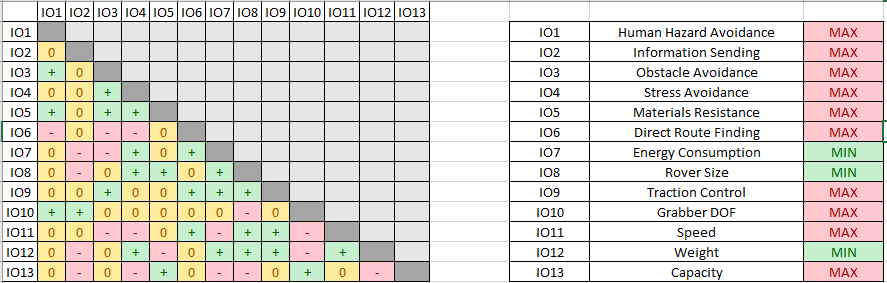 IO1 IO2 IO3 IO4 IO5 IO6 IO7 IO8 IO9 IO10 IO11 IO12 IO13
IO1 IO1 Human Hazard Avoidance MAX
IO2 0 IO2 Information Sending MAX
IO3 + 0 IO3 Obstacle Avoidance MAX
IO4 0 0 + IO4 Stress Avoidance MAX
IO5 + 0 + + IO5 Materials Resistance MAX
IO6 - 0 - - 0 IO6 Direct Route Finding MAX
IO7 0 - - + 0 + IO7 Energy Consumption MIN
IO8 0 - 0 + + 0 + IO8 Rover Size MIN
IO9 0 0 + 0 0 + + + IO9 Traction Control MAX
IO10 + + 0 0 0 0 0 - 0 IO10 Grabber DOF MAX
IO11 0 0 - - 0 - + + + - IO11 Speed MAX
IO12 0 - 0 + - 0 + + + - + IO12 Weight MIN
IO13 0 - 0 - + 0 - - 0 + 0 - IO13 Capacity MAX